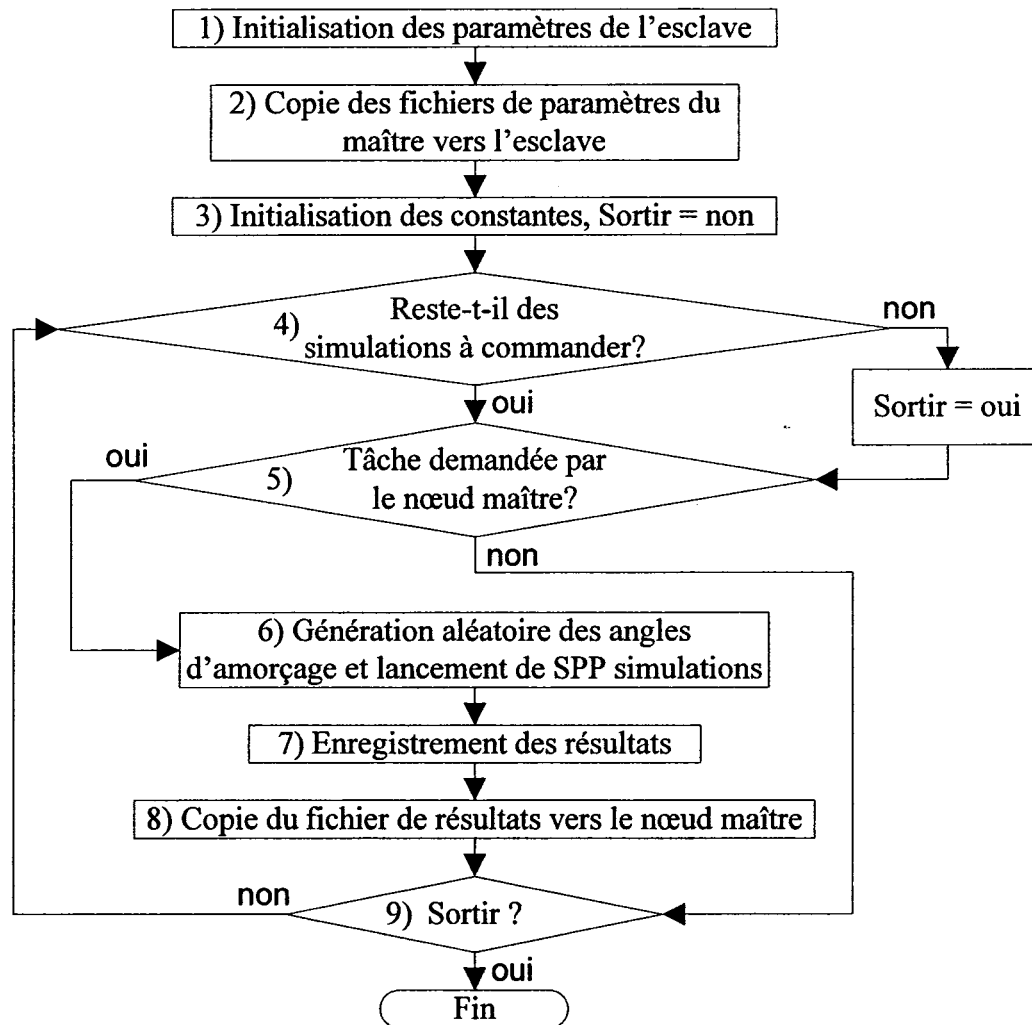 1) Initialisation des paramètres de l'esclave
2) Copie des fichiers de paramètres du
maître vers l'esclave
3) Initialisation des constantes, Sortir = non
4)
Reste-t-il des
simulations à commander?
non
oui
Sortir = oui
oui
5)
Tâche demandée par
le nœud maître?
non
6) Génération aléatoire des angles
d'amorçage et lancement de SPP simulations
7) Enregistrement des résultats
8) Copie du fichier de résultats vers le nœud maître
non
9) Sortir ?
oui
Fin